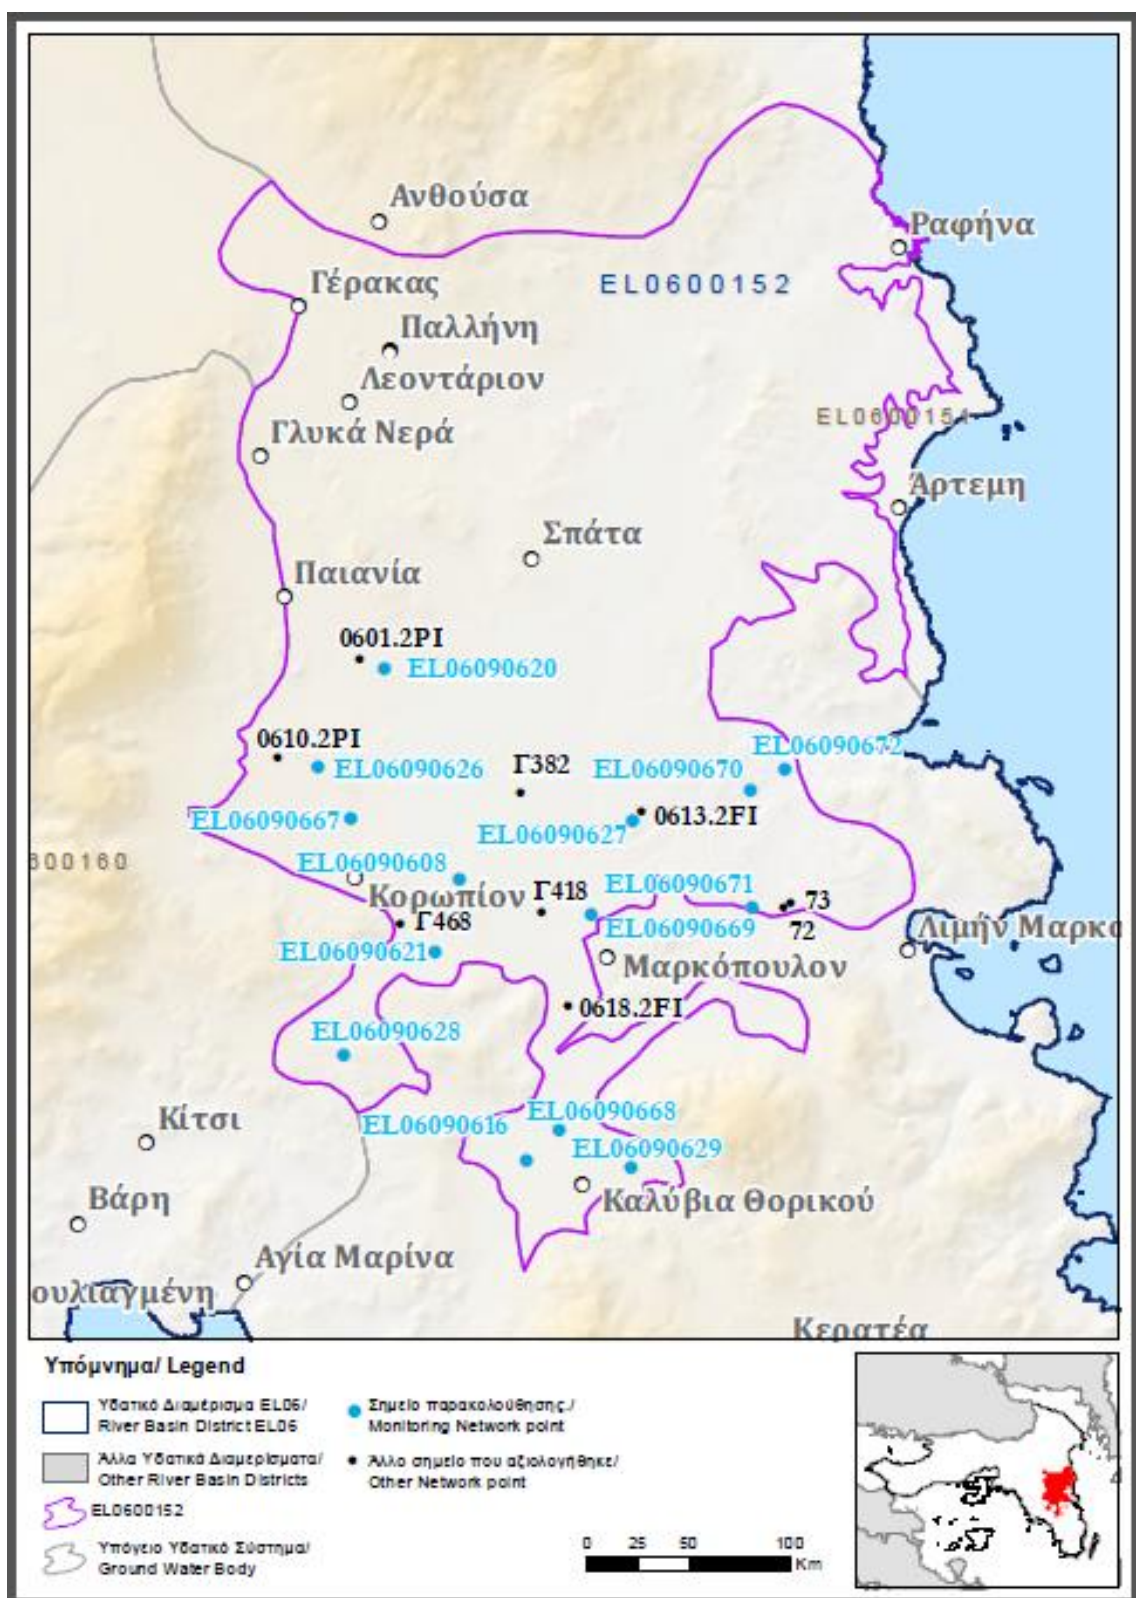 Ανθούσα
Ραφήνα
EL0600152
Γέρακας
Παλλήνη
Λεοντάριον
EL0600151
Γλυκά Νερά
Άρτεμη
Σπάτα
Παιανία
0601.2PI
EL06090620
0610.2PI
EL06090672
EL06090626
Γ382
EL06090670
EL06090667
0613.2FI
EL06090627
600160
EL06090608
Κορωπίον
Γ418
EL06090671
73
Γ468
EL06090669
72
Λιμήν Μαρκο
EL06090621
Μαρκόπουλον
0618.2FI
EL06090628
Κίτσι
EL06090616
EL06090668
EL06090629
Βάρη
Καλύβια Θορικού
Αγία Μαρίνα
ουλιαγμένη
Κερατέα
Υπόμνημα/ Legend
Υδατικό Διαμέρισμα EL06/
River Basin District EL06
Άλλα Υδατικά Διαμερίσματα/
Other River Basin Districts
EL0600152
Υπόγειο Υδατικό Σύστημα/
Ground Water Body
Σημείο παρακολούθησης/
Monitoring Network point
Άλλο σημείο που αξιολογήθηκε/
Other Network point
0 25 50 100
Km